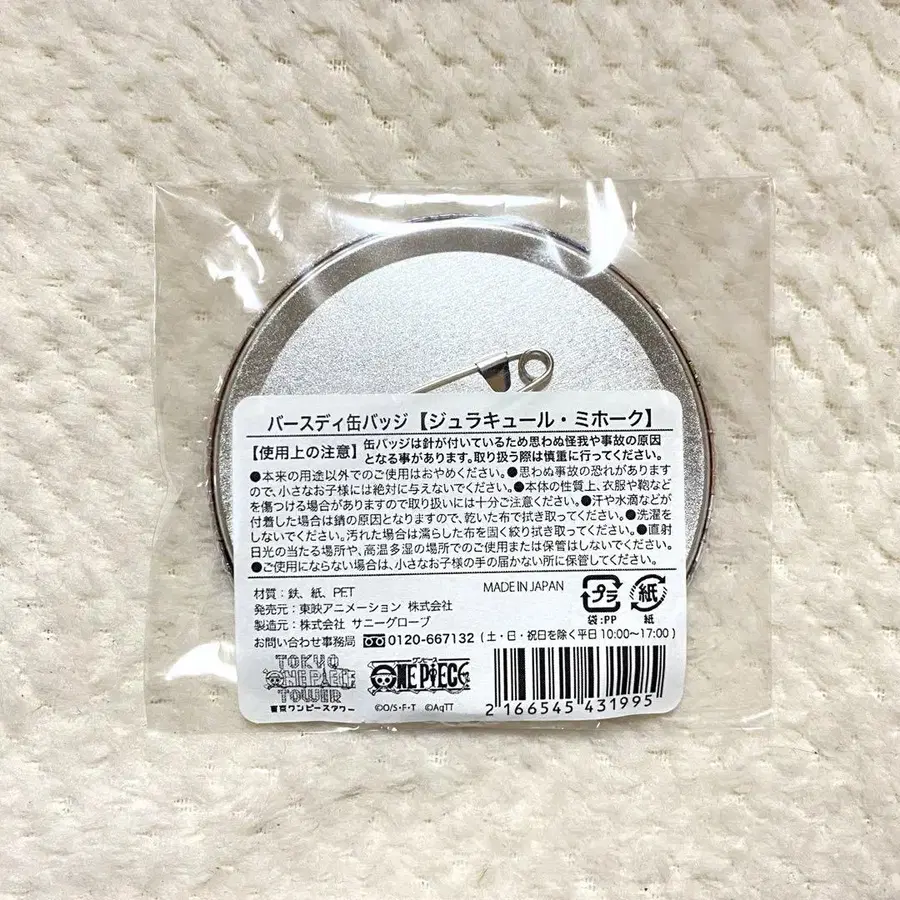 バースディ缶バッジ【ジュラキュール・ミホーク】
【使用上の注意】缶バッジは針が付いているため思わぬ怪我や事故の原因
となる事があります。取り扱う際は慎重に行ってください。
●本来の用途以外でのご使用はおやめください。●思わぬ事故の恐れがあります
ので、小さなお子様には絶対に与えないでください。●本体の性質上、衣服や鞄などを
傷つける場合がありますので取り扱いには十分ご注意ください。●汗や水滴などが
付着した場合は錆の原因となりますので、乾いた布で拭き取ってください。●洗濯を
しないでください。汚れた場合は濡らした布を固く絞り拭き取ってください。●直射
日光の当たる場所や、高温多湿の場所でのご使用または保管はしないでください。
●ご使用にならない場合は、小さなお子様の手の届かない所に保管してください。
材質：鉄、紙、PET
MADE IN JAPAN
プラ
紙
袋:PP
紙
発売元：東映アニメーション 株式会社
製造元：株式会社 サニーグローブ
お問い合わせ事務局 0120-667132 (土・日・祝日を除く平日 10:00〜17:00)
TOKYO
ONE PIECE
TOWER
東京ワンピースタワー
ワンピース
ONE PIECE
©O/S・F・T ©AqTT
2 166545 431995